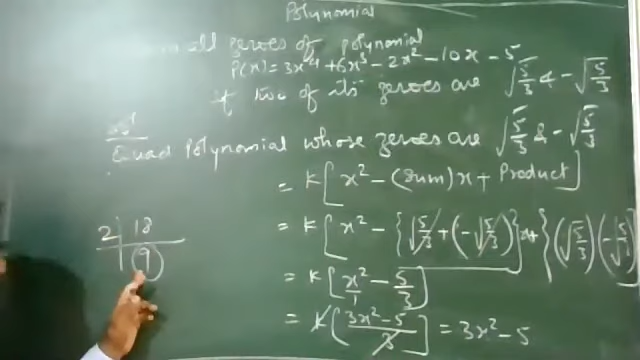 Polynomial
all zeroes of polynomial
P(x) = 3x⁴ + 6x³ - 2x² - 10x - 5
if two of its zeroes are √5/3 & -√5/3
Solⁿ
Quad Polynomial whose zeroes are √5/3 & -√5/3
= K[x² - (sum)x + Product]
= K[x² - {√5/3 + (-√5/3)}x + {(√5/3)(-√5/3
= K[x²/1 - 5/3]
= K[3x² - 5/3] = 3x² - 5
2 | 18
9